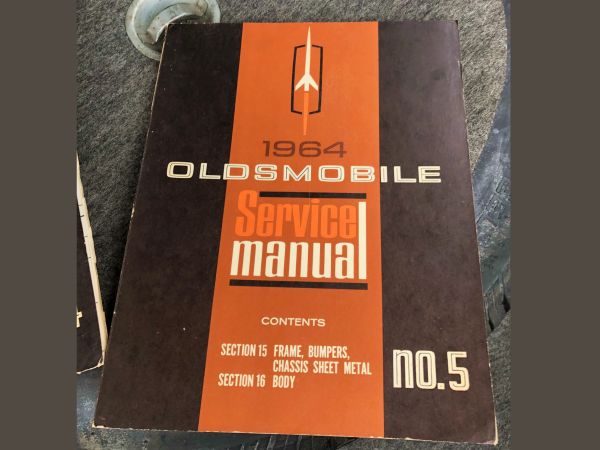 1964
OLDSMOBILE
Service
manual
CONTENTS
SECTION 15 FRAME, BUMPERS,
CHASSIS SHEET METAL
SECTION 16 BODY
no.5